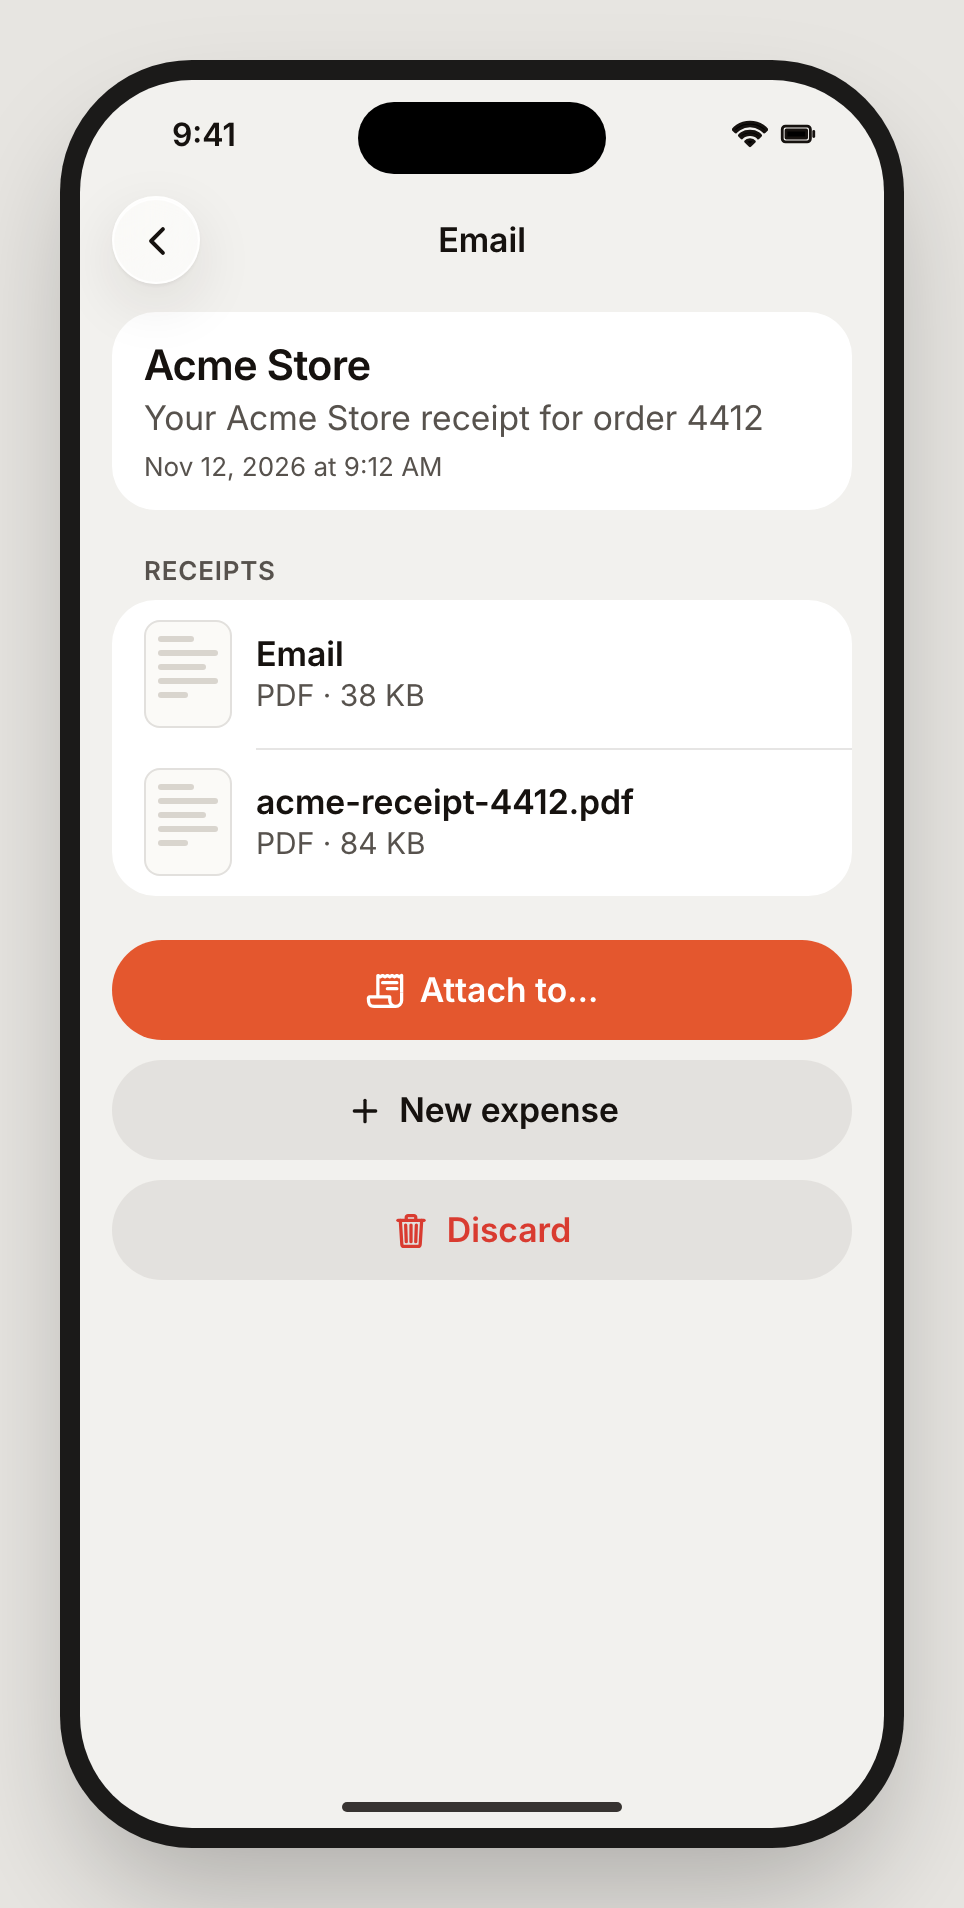 9:41
Email
Acme Store
Your Acme Store receipt for order 4412
Nov 12, 2026 at 9:12 AM
RECEIPTS
Email
PDF · 38 KB
acme-receipt-4412.pdf
PDF · 84 KB
Attach to...
New expense
Discard